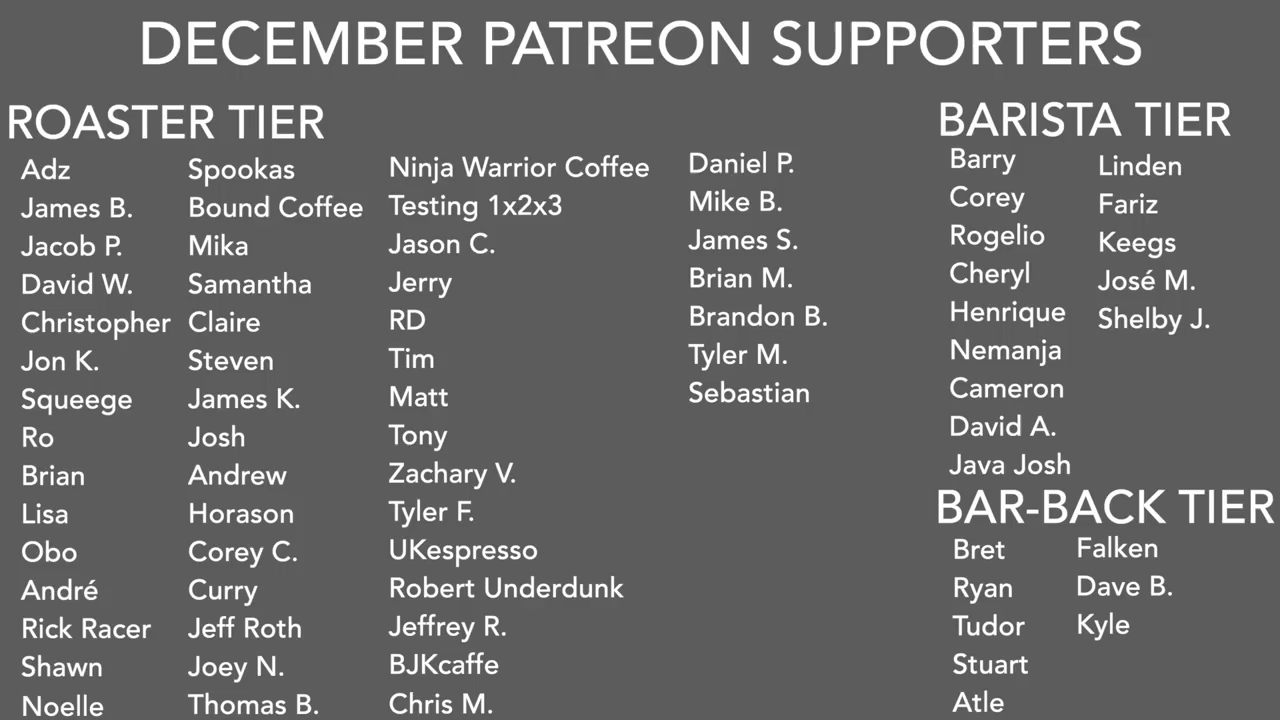 DECEMBER PATREON SUPPORTERS
ROASTER TIER
Adz
James B.
Jacob P.
David W.
Christopher
Jon K.
Squeege
Ro
Brian
Lisa
Obo
André
Rick Racer
Shawn
Noelle
Spookas
Bound Coffee
Mika
Samantha
Claire
Steven
James K.
Josh
Andrew
Horason
Corey C.
Curry
Jeff Roth
Joey N.
Thomas B.
Ninja Warrior Coffee
Testing 1x2x3
Jason C.
Jerry
RD
Tim
Matt
Tony
Zachary V.
Tyler F.
UKespresso
Robert Underdunk
Jeffrey R.
BJKcaffe
Chris M.
Daniel P.
Mike B.
James S.
Brian M.
Brandon B.
Tyler M.
Sebastian
BARISTA TIER
Barry
Corey
Rogelio
Cheryl
Henrique
Nemanja
Cameron
David A.
Java Josh
Linden
Fariz
Keegs
José M.
Shelby J.
BAR-BACK TIER
Bret
Ryan
Tudor
Stuart
Atle
Falken
Dave B.
Kyle